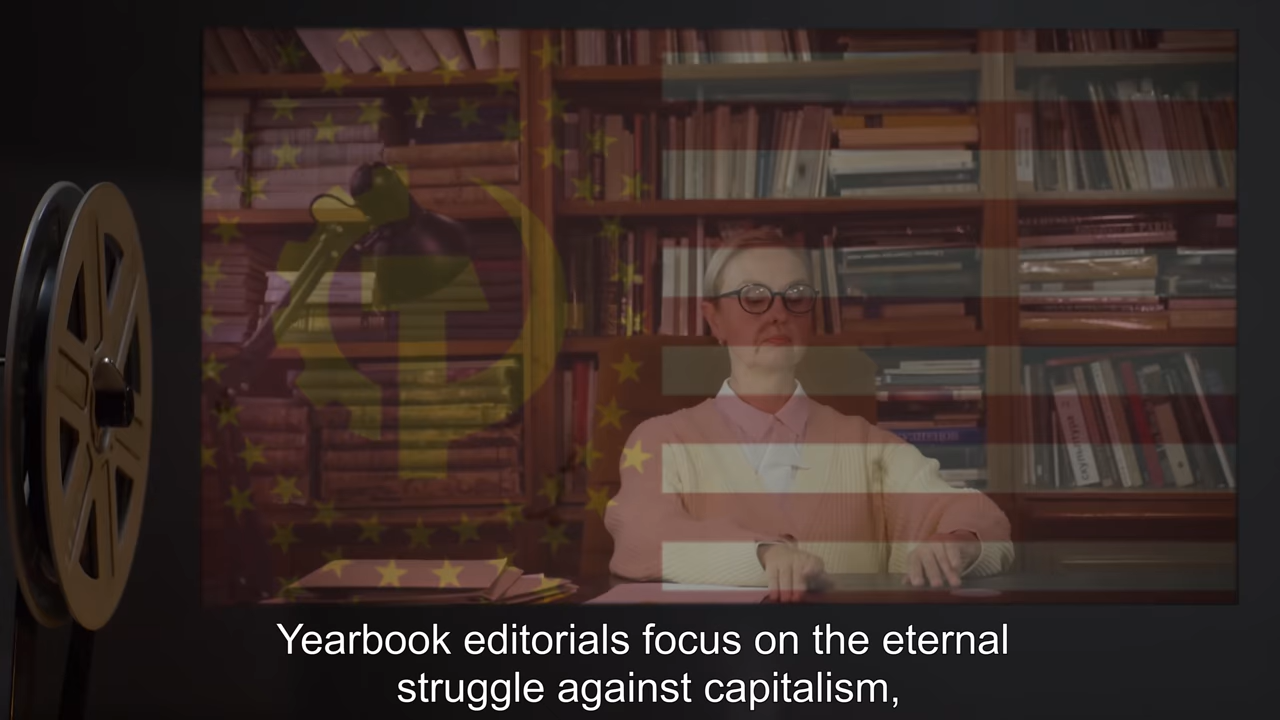 Yearbook editorials focus on the eternal
struggle against capitalism,